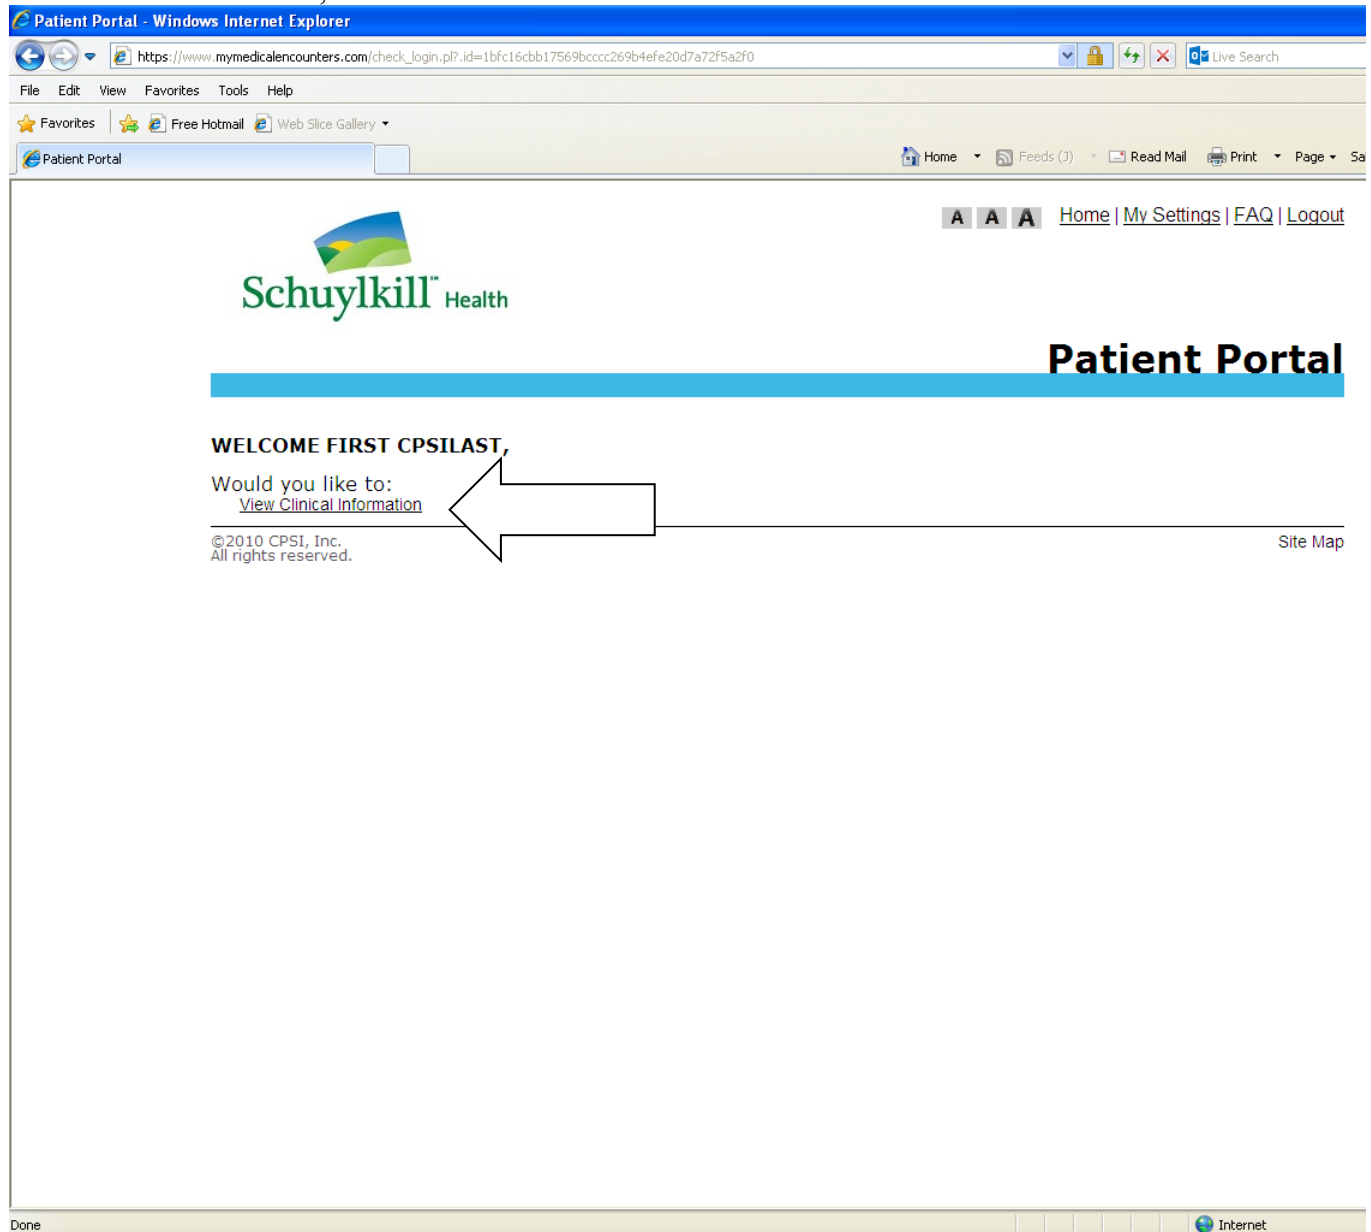 Patient Portal - Windows Internet Explorer
https://www.mymedicalencounters.com/check_login.pl?.id=1bfc16cbb17569bcccc269b4efe20d7a72f5a2f0
Live Search
File Edit View Favorites Tools Help
Favorites Free Hotmail Web Slice Gallery
Patient Portal Home Feeds (J) Read Mail Print Page
A A A Home | My Settings | FAQ | Logout
Schuylkill™ Health
Patient Portal
WELCOME FIRST CPSILAST,
Would you like to:
View Clinical Information
©2010 CPSI, Inc.
All rights reserved.
Site Map
Done Internet